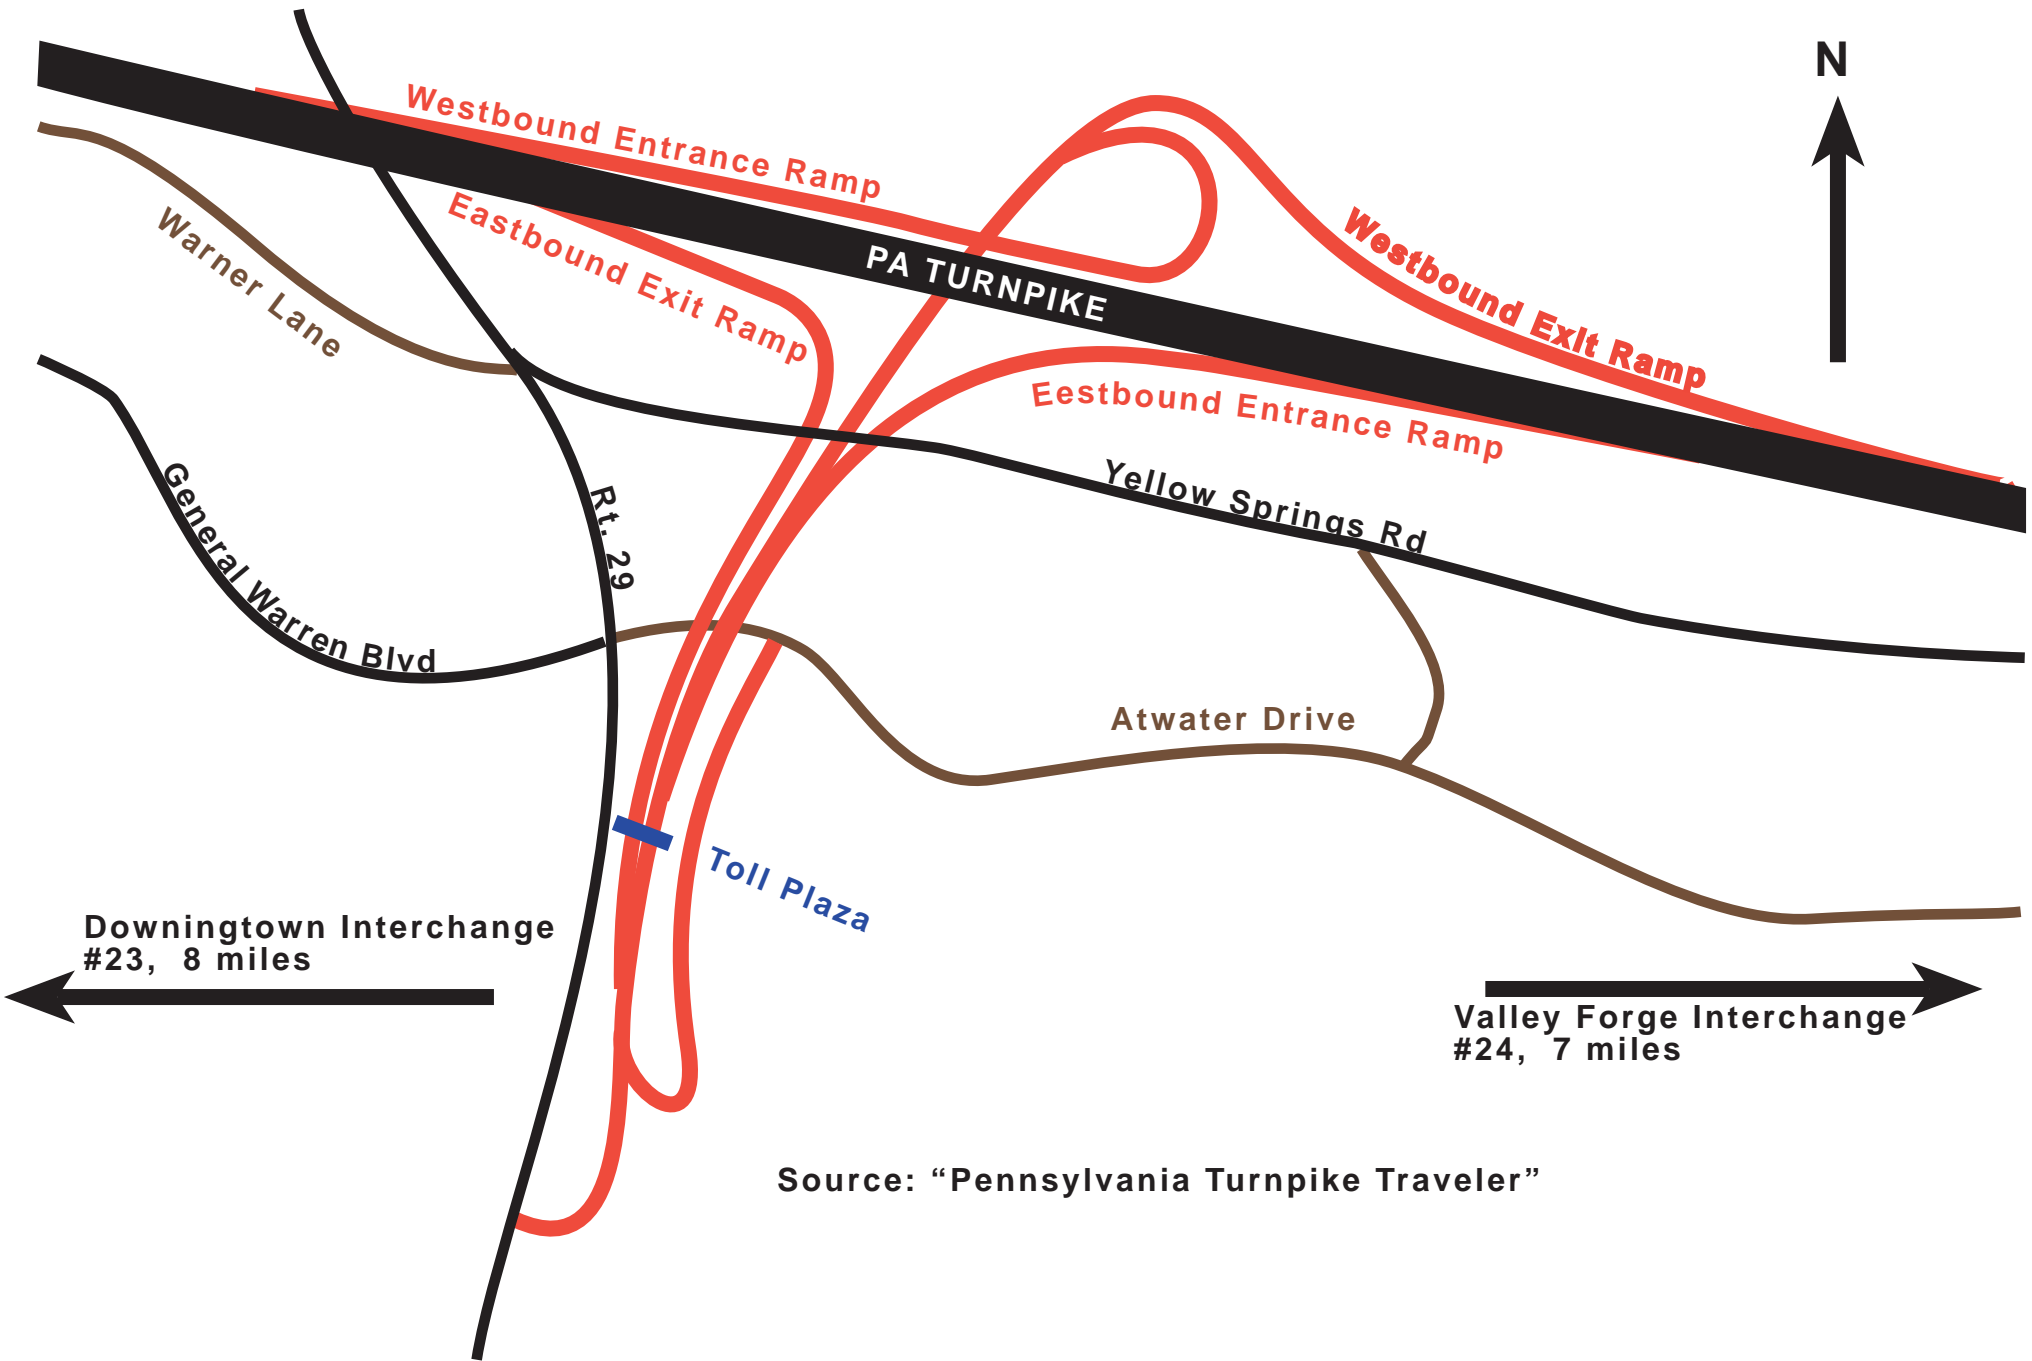 N
Westbound Entrance Ramp
Eastbound Exit Ramp
Warner Lane
PA TURNPIKE
Westbound Exit Ramp
Eestbound Entrance Ramp
Yellow Springs Rd
General Warren Blvd
Rt. 29
Atwater Drive
Toll Plaza
Downingtown Interchange
#23,  8 miles
Valley Forge Interchange
#24,  7 miles
Source: “Pennsylvania Turnpike Traveler”